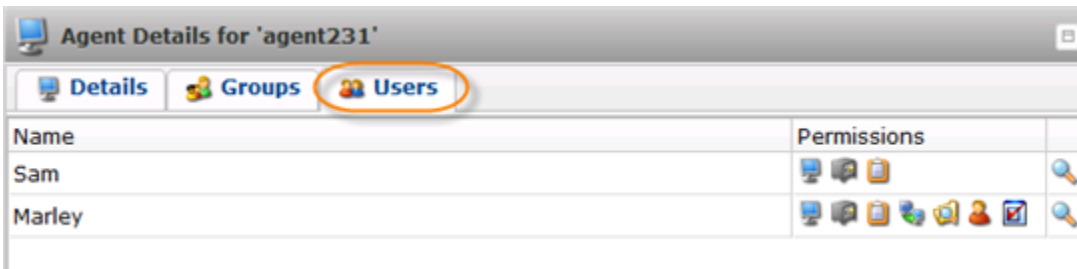 Agent Details for 'agent231'
Details Groups Users
Name Permissions
Sam
Marley